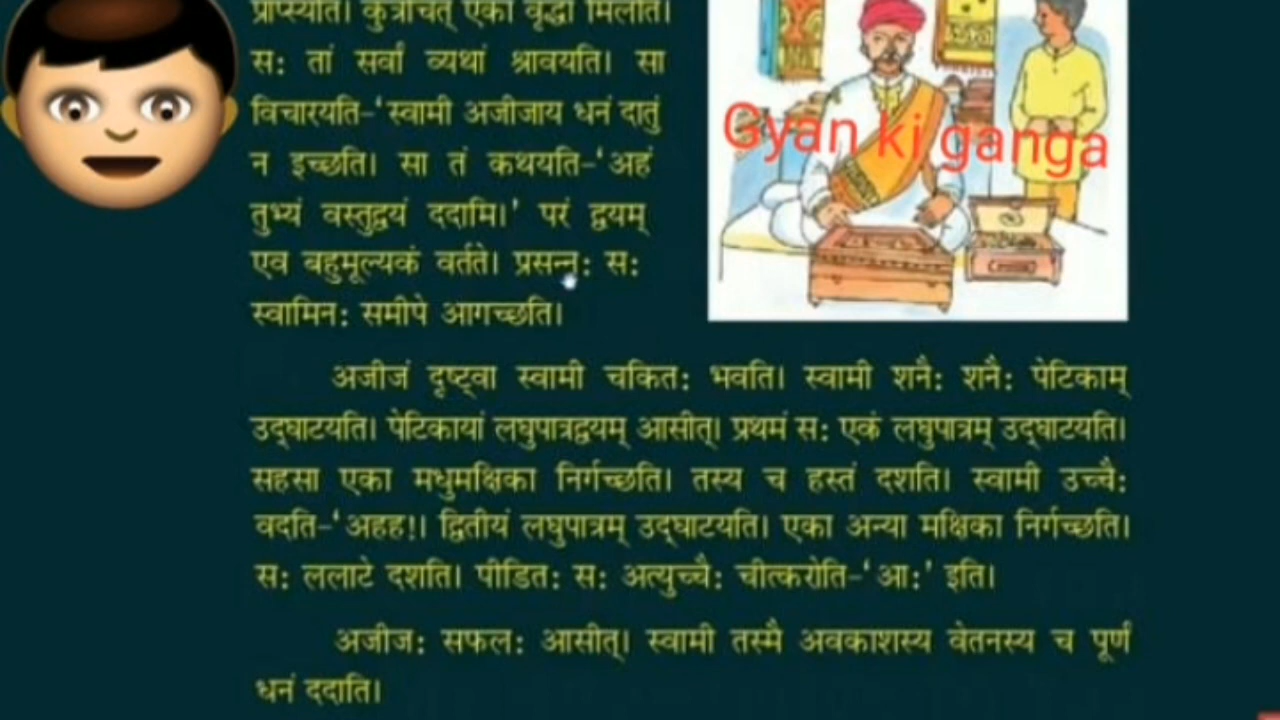 प्राप्स्यति। कुत्रचित् एका वृद्धा मिलति।
स: तां सर्वां व्यथां श्रावयति। सा
विचारयति-‘स्वामी अजीजाय धनं दातुं
न इच्छति। सा तं कथयति-‘अहं
तुभ्यं वस्तुद्वयं ददामि।’ परं द्वयम्
एव बहुमूल्यकं वर्तते। प्रसन्न: स:
स्वामिन: समीपे आगच्छति।
Gyan ki ganga
अजीजं दृष्ट्वा स्वामी चकित: भवति। स्वामी शनै: शनै: पेटिकाम्
उद्घाटयति। पेटिकायां लघुपात्रद्वयम् आसीत्। प्रथमं स: एकं लघुपात्रम् उद्घाटयति।
सहसा एका मधुमक्षिका निर्गच्छति। तस्य च हस्तं दशति। स्वामी उच्चै:
वदति-‘अहह!। द्वितीयं लघुपात्रम् उद्घाटयति। एका अन्या मक्षिका निर्गच्छति।
स: ललाटे दशति। पीडित: स: अत्युच्चै: चीत्करोति-‘आ:’ इति।
अजीज: सफल: आसीत्। स्वामी तस्मै अवकाशस्य वेतनस्य च पूर्णं
धनं ददाति।